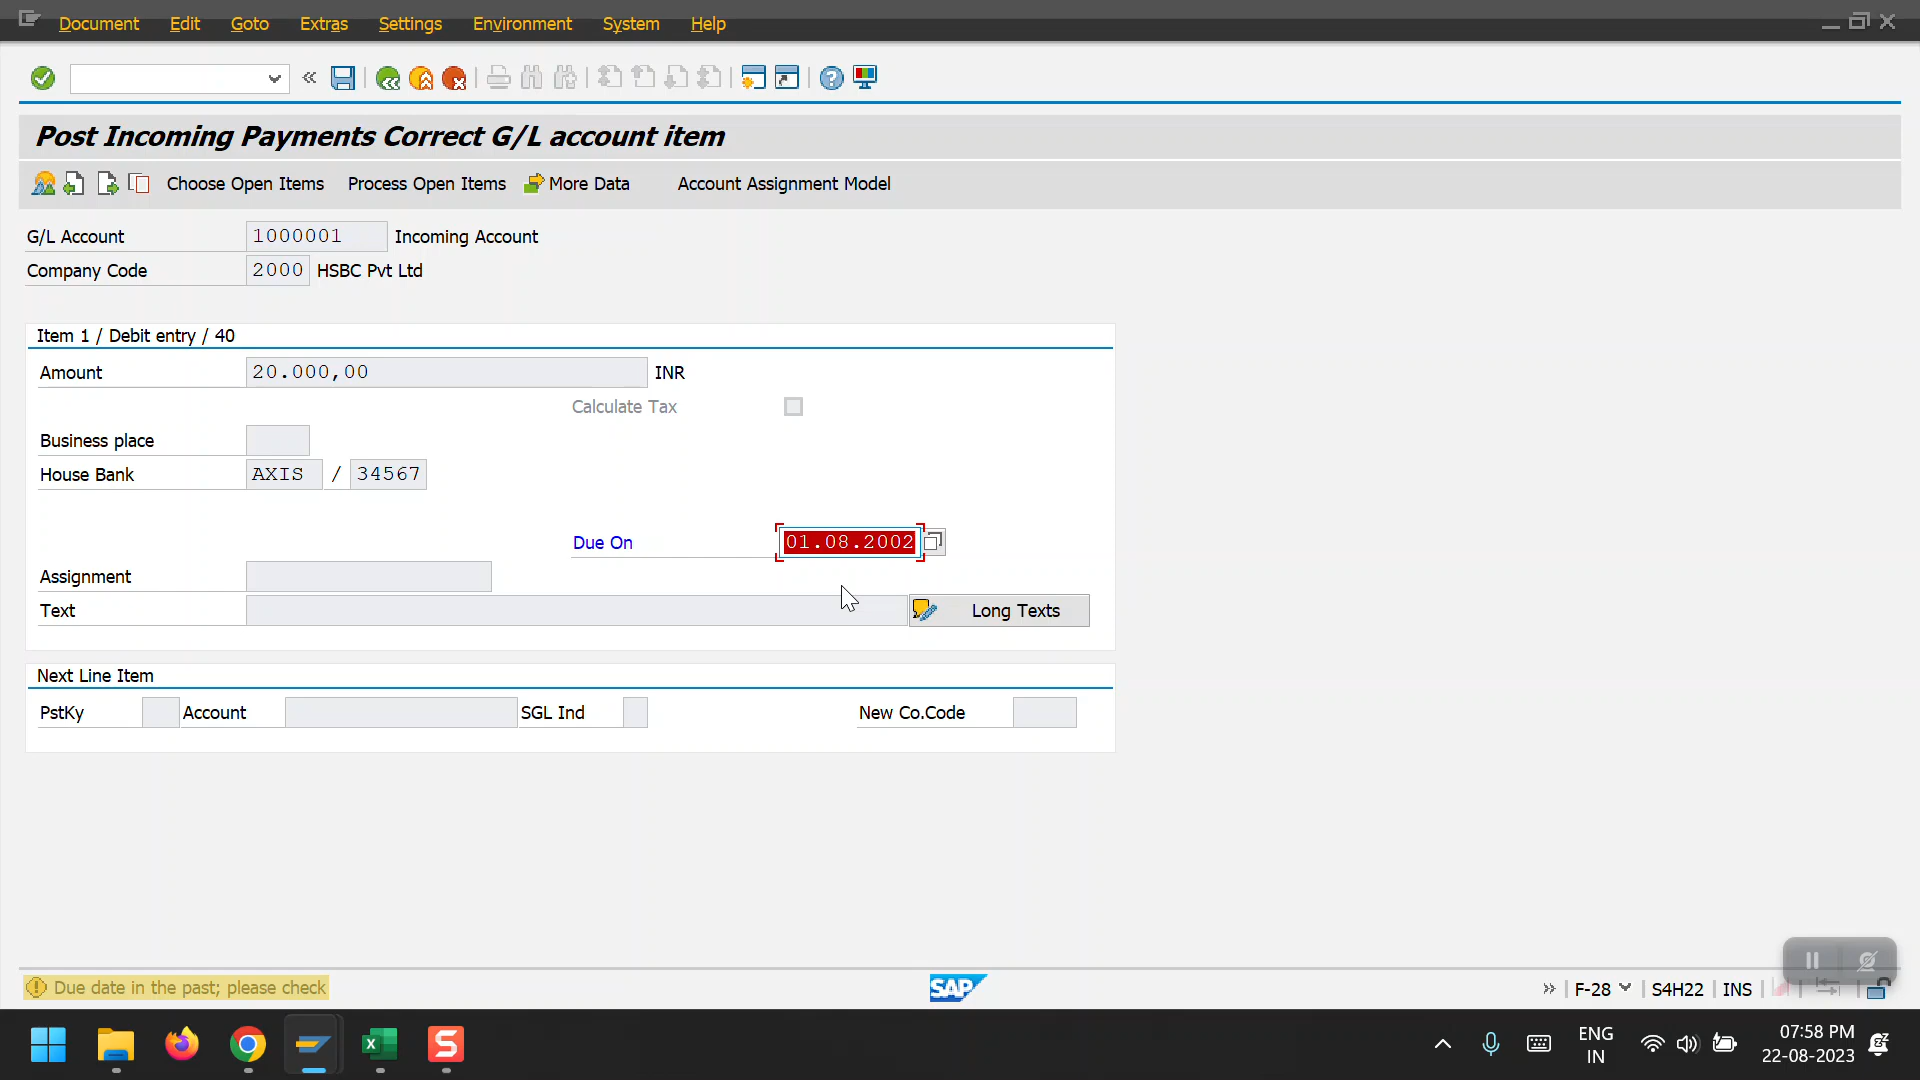 Document Edit Goto Extras Settings Environment System Help
Post Incoming Payments Correct G/L account item
Choose Open Items Process Open Items More Data Account Assignment Model
G/L Account 1000001 Incoming Account
Company Code 2000 HSBC Pvt Ltd
Item 1 / Debit entry / 40
Amount 20.000,00 INR
Calculate Tax
Business place
House Bank AXIS / 34567
Due On 01.08.2002
Assignment
Text Long Texts
Next Line Item
PstKy Account SGL Ind New Co.Code
Due date in the past; please check SAP F-28 S4H22 INS
ENG 07:58 PM
IN 22-08-2023